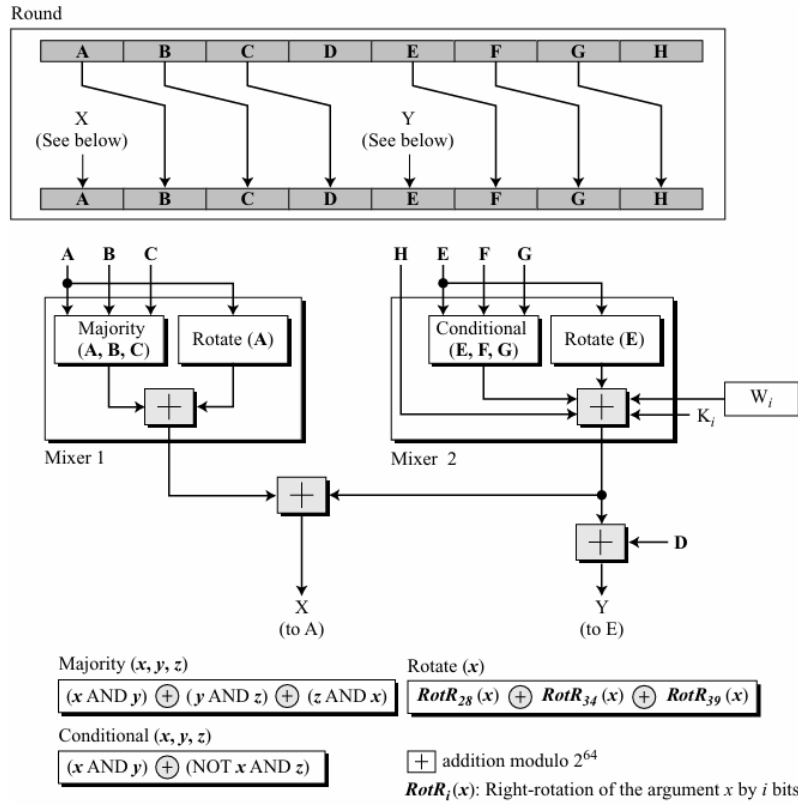 Round
A B C D E F G H
X Y
(See below) (See below)
A B C D E F G H
A B C H E F G
Majority Rotate (A) Conditional Rotate (E)
(A, B, C) (E, F, G)
+ + W_i
K_i
Mixer 1 Mixer 2
+
+ D
X Y
(to A) (to E)
Majority (x, y, z) Rotate (x)
(x AND y) ⊕ (y AND z) ⊕ (z AND x) RotR_28 (x) ⊕ RotR_34 (x) ⊕ RotR_39 (x)
Conditional (x, y, z)
(x AND y) ⊕ (NOT x AND z) + addition modulo 2^64
RotR_i (x): Right-rotation of the argument x by i bits